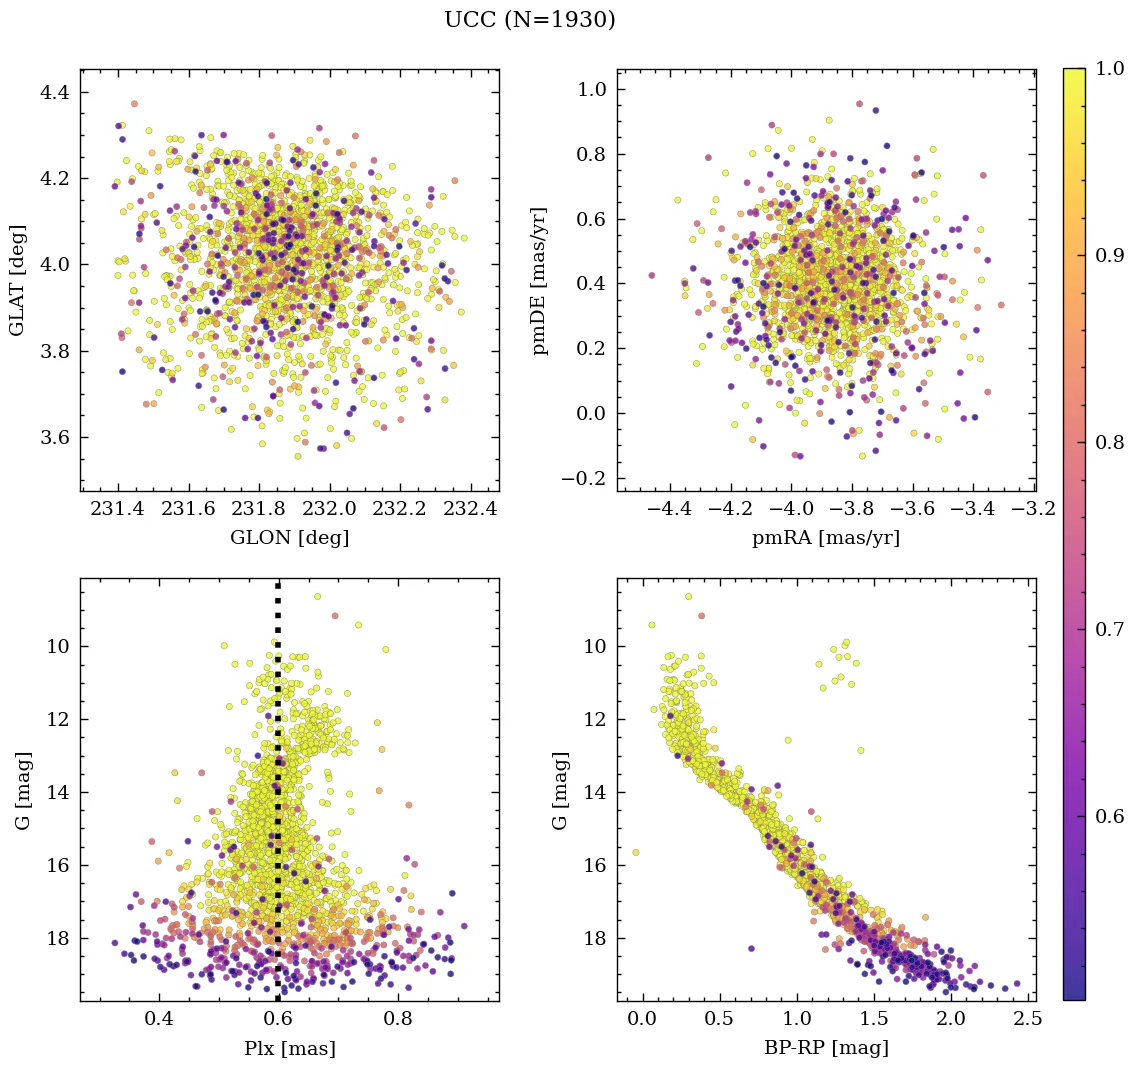 UCC (N=1930)
4.4
4.2
4.0
3.8
3.6
GLAT [deg]
231.4 231.6 231.8 232.0 232.2 232.4
GLON [deg]
1.0
0.8
0.6
0.4
0.2
0.0
−0.2
pmDE [mas/yr]
−4.4 −4.2 −4.0 −3.8 −3.6 −3.4 −3.2
pmRA [mas/yr]
10
12
14
16
18
G [mag]
0.4 0.6 0.8
Plx [mas]
10
12
14
16
18
G [mag]
0.0 0.5 1.0 1.5 2.0 2.5
BP-RP [mag]
1.0
0.9
0.8
0.7
0.6